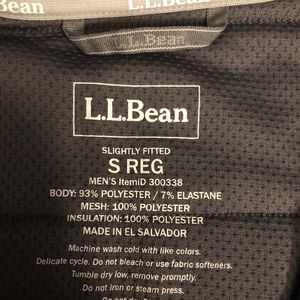 Bean
L.L.Bean
L.L.Bean
L.L.Bean
SLIGHTLY FITTED
S REG
MEN'S ItemID 300338
BODY: 93% POLYESTER / 7% ELASTANE
MESH: 100% POLYESTER
INSULATION: 100% POLYESTER
MADE IN EL SALVADOR
Machine wash cold with like colors.
Delicate cycle. Do not bleach or use fabric softeners.
Tumble dry low, remove promptly.
Do not iron or steam press.